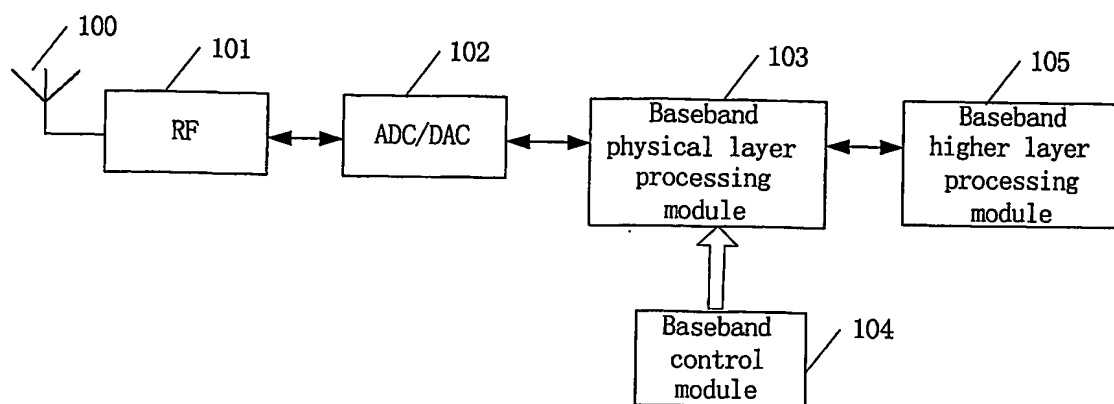 100
101
102
103
105
RF
ADC/DAC
Baseband
physical layer
processing
module
Baseband
higher layer
processing
module
Baseband
control
module
104